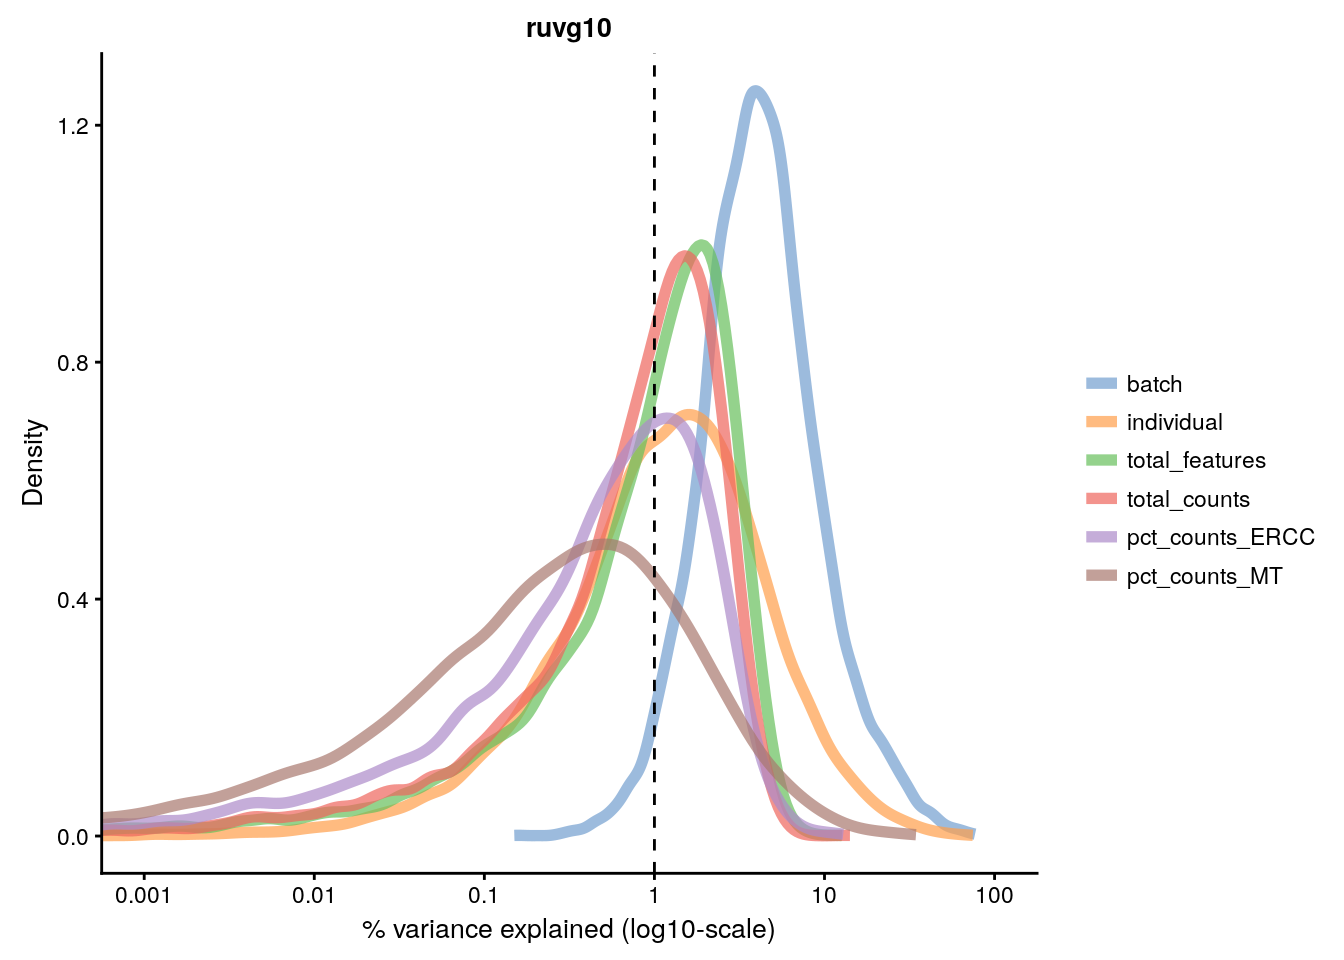 ruvg10
Density
1.2
0.8
0.4
0.0
0.001
0.01
0.1
1
10
100
% variance explained (log10-scale)
batch
individual
total_features
total_counts
pct_counts_ERCC
pct_counts_MT